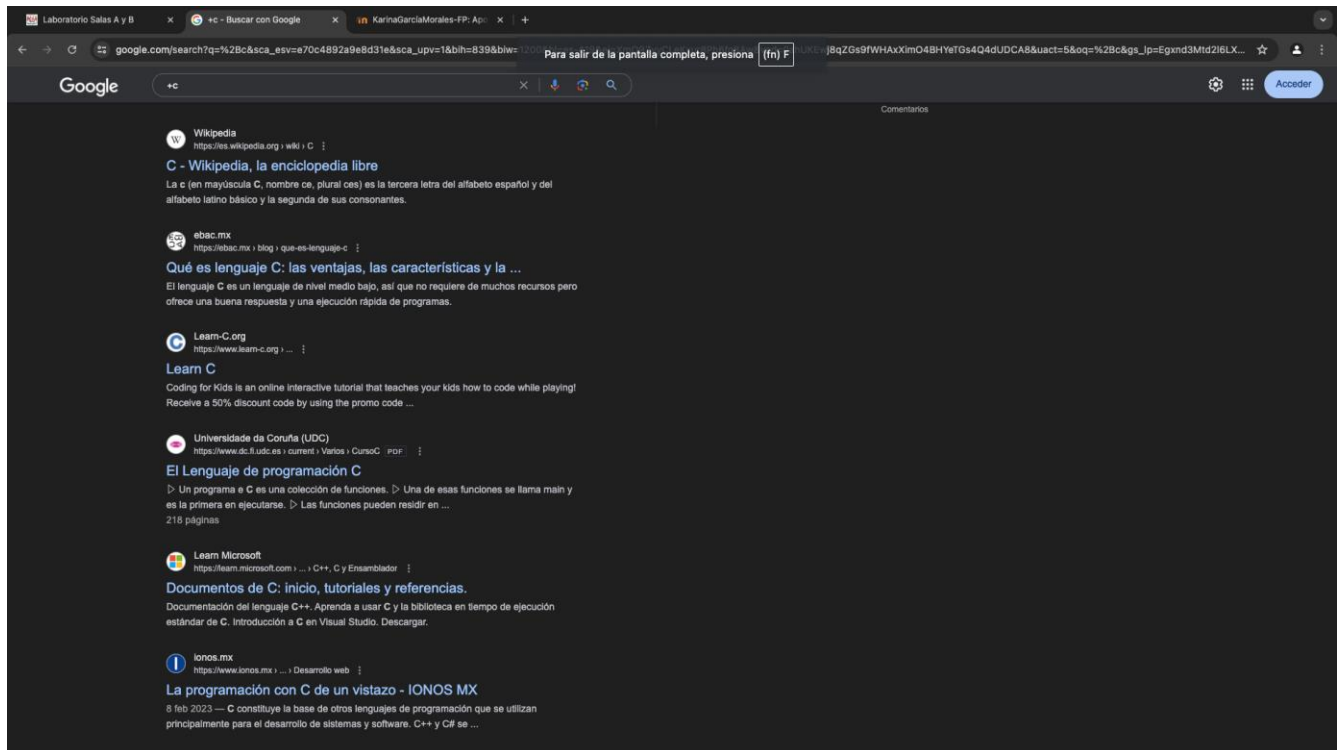 Laboratorio Salas A y B
+c - Buscar con Google
KarinaGarcíaMorales-FP: Apo
google.com/search?q=%2Bc&sca_esv=e70c4892a9e8d31e&sca_upv=1&bih=839&biw=
Para salir de la pantalla completa, presiona (fn) F
j8qZGs9fWHAxXimO4BHYeTGs4Q4dUDCA8&uact=5&oq=%2Bc&gs_lp=Egxnd3Mtd2l6LX...
Google
+c
Acceder
Comentarios
Wikipedia
https://es.wikipedia.org › wiki › C
C - Wikipedia, la enciclopedia libre
La c (en mayúscula C, nombre ce, plural ces) es la tercera letra del alfabeto español y del
alfabeto latino básico y la segunda de sus consonantes.
ebac.mx
https://ebac.mx › blog › que-es-lenguaje-c
Qué es lenguaje C: las ventajas, las características y la ...
El lenguaje C es un lenguaje de nivel medio bajo, así que no requiere de muchos recursos pero
ofrece una buena respuesta y una ejecución rápida de programas.
Learn-C.org
https://www.learn-c.org › ...
Learn C
Coding for Kids is an online interactive tutorial that teaches your kids how to code while playing!
Receive a 50% discount code by using the promo code ...
Universidade da Coruña (UDC)
https://www.dc.fi.udc.es › current › Varios › CursoC PDF
El Lenguaje de programación C
▷ Un programa e C es una colección de funciones. ▷ Una de esas funciones se llama main y
es la primera en ejecutarse. ▷ Las funciones pueden residir en ...
218 páginas
Learn Microsoft
https://learn.microsoft.com › ... › C++, C y Ensamblador
Documentos de C: inicio, tutoriales y referencias.
Documentación del lenguaje C++. Aprenda a usar C y la biblioteca en tiempo de ejecución
estándar de C. Introducción a C en Visual Studio. Descargar.
ionos.mx
https://www.ionos.mx › ... › Desarrollo web
La programación con C de un vistazo - IONOS MX
8 feb 2023 — C constituye la base de otros lenguajes de programación que se utilizan
principalmente para el desarrollo de sistemas y software. C++ y C# se ...